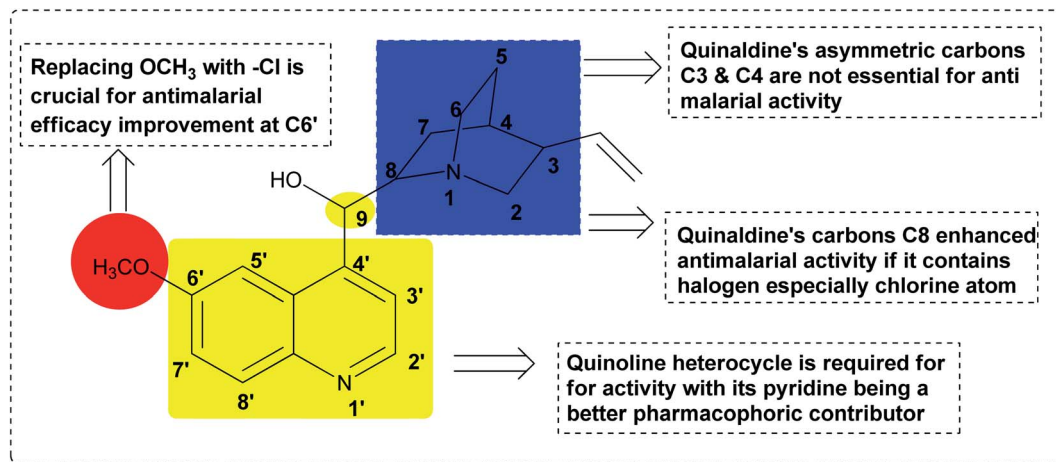 Replacing OCH3 with -Cl is
crucial for antimalarial
efficacy improvement at C6'
Quinaldine's asymmetric carbons
C3 & C4 are not essential for anti
malarial activity
5
6
7
4
8
3
N
1
2
HO
9
Quinaldine's carbons C8 enhanced
antimalarial activity if it contains
halogen especially chlorine atom
H3CO
6'
5'
4'
3'
7'
2'
8'
N
1'
Quinoline heterocycle is required for
for activity with its pyridine being a
better pharmacophoric contributor